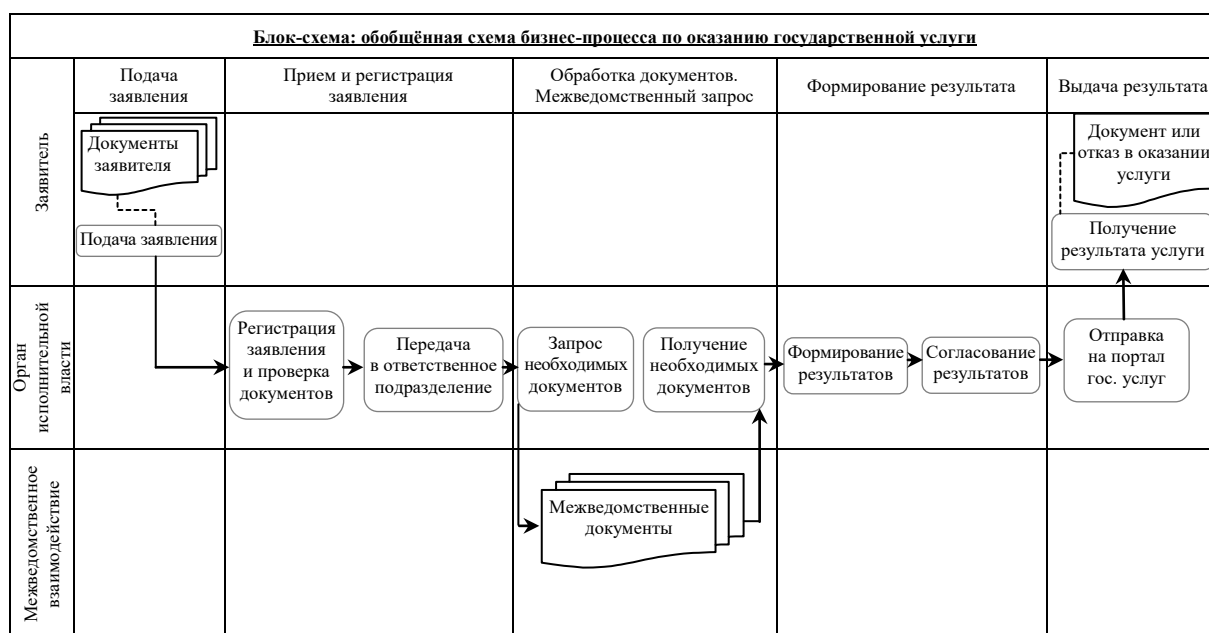 Блок-схема: обобщённая схема бизнес-процесса по оказанию государственной услуги
Подача
заявления
Прием и регистрация
заявления
Обработка документов.
Межведомственный запрос
Формирование результата
Выдача результата
Заявитель
Документы
заявителя
Подача заявления
Документ или
отказ в оказании
услуги
Получение
результата услуги
Орган
исполнительной
власти
Регистрация
заявления
и проверка
документов
Передача
в ответственное
подразделение
Запрос
необходимых
документов
Получение
необходимых
документов
Формирование
результатов
Согласование
результатов
Отправка
на портал
гос. услуг
Межведомственное
взаимодействие
Межведомственные
документы